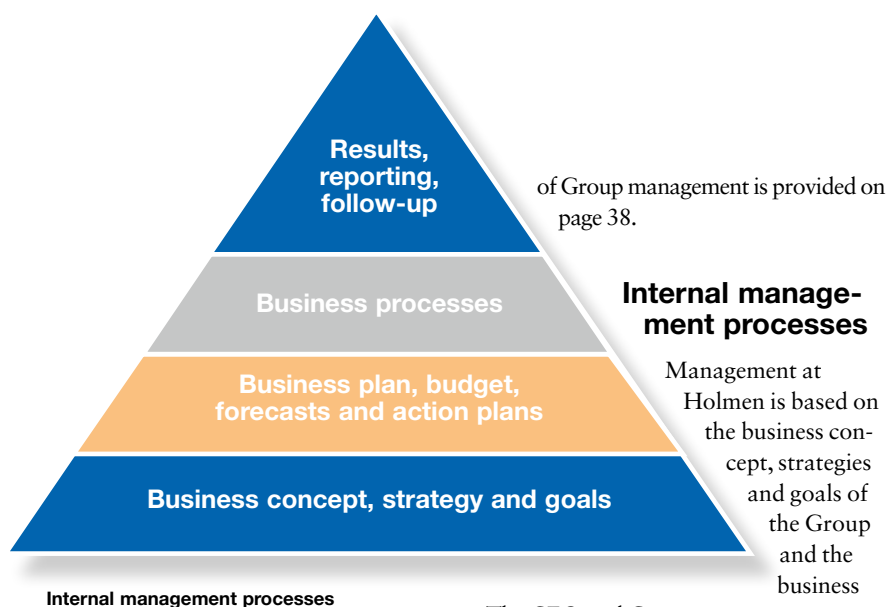 Results,
reporting,
follow-up
Business processes
Business plan, budget,
forecasts and action plans
Business concept, strategy and goals
Internal management processes
of Group management is provided on
page 38.
Internal manage-
ment processes
Management at
Holmen is based on
the business con-
cept, strategies
and goals of
the Group
and the
business